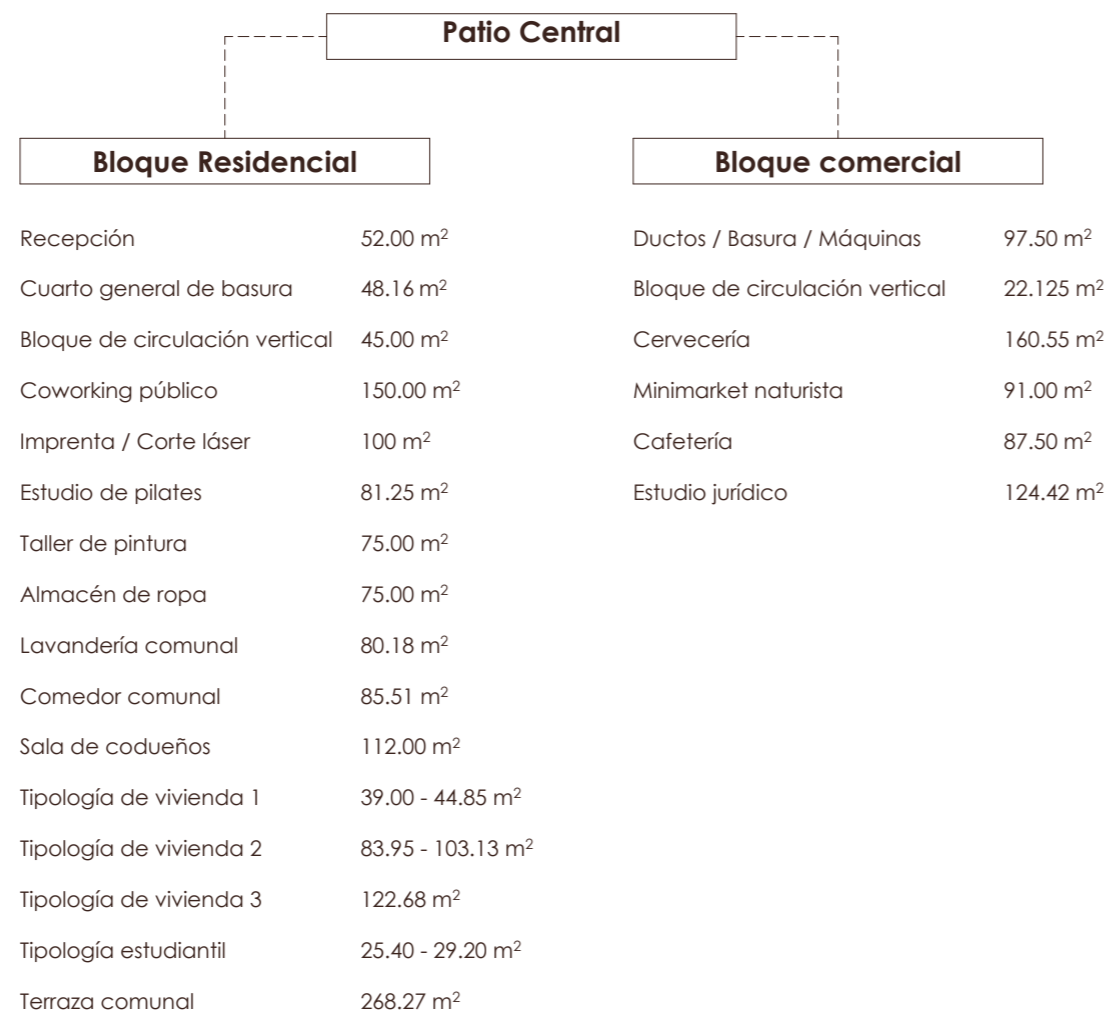 Patio Central
Bloque Residencial
Recepción 52.00 m²
Cuarto general de basura 48.16 m²
Bloque de circulación vertical 45.00 m²
Coworking público 150.00 m²
Imprenta / Corte láser 100 m²
Estudio de pilates 81.25 m²
Taller de pintura 75.00 m²
Almacén de ropa 75.00 m²
Lavandería comunal 80.18 m²
Comedor comunal 85.51 m²
Sala de codueños 112.00 m²
Tipología de vivienda 1 39.00 - 44.85 m²
Tipología de vivienda 2 83.95 - 103.13 m²
Tipología de vivienda 3 122.68 m²
Tipología estudiantil 25.40 - 29.20 m²
Terraza comunal 268.27 m²
Bloque comercial
Ductos / Basura / Máquinas 97.50 m²
Bloque de circulación vertical 22.125 m²
Cervecería 160.55 m²
Minimarket naturista 91.00 m²
Cafetería 87.50 m²
Estudio jurídico 124.42 m²